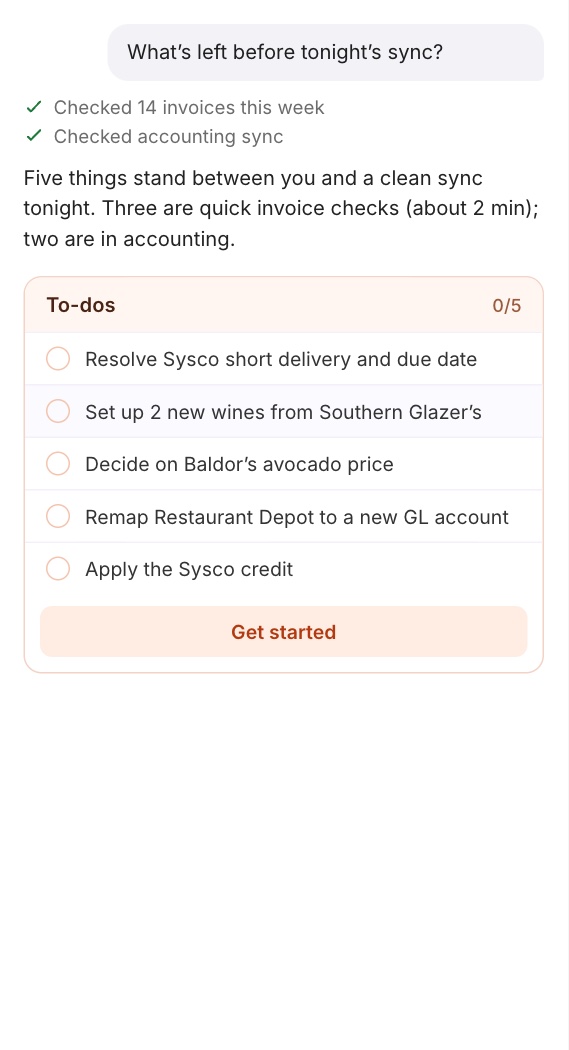 What’s left before tonight’s sync?
Checked 14 invoices this week
Checked accounting sync
Five things stand between you and a clean sync
tonight. Three are quick invoice checks (about 2 min);
two are in accounting.
To-dos 0/5
Resolve Sysco short delivery and due date
Set up 2 new wines from Southern Glazer’s
Decide on Baldor’s avocado price
Remap Restaurant Depot to a new GL account
Apply the Sysco credit
Get started